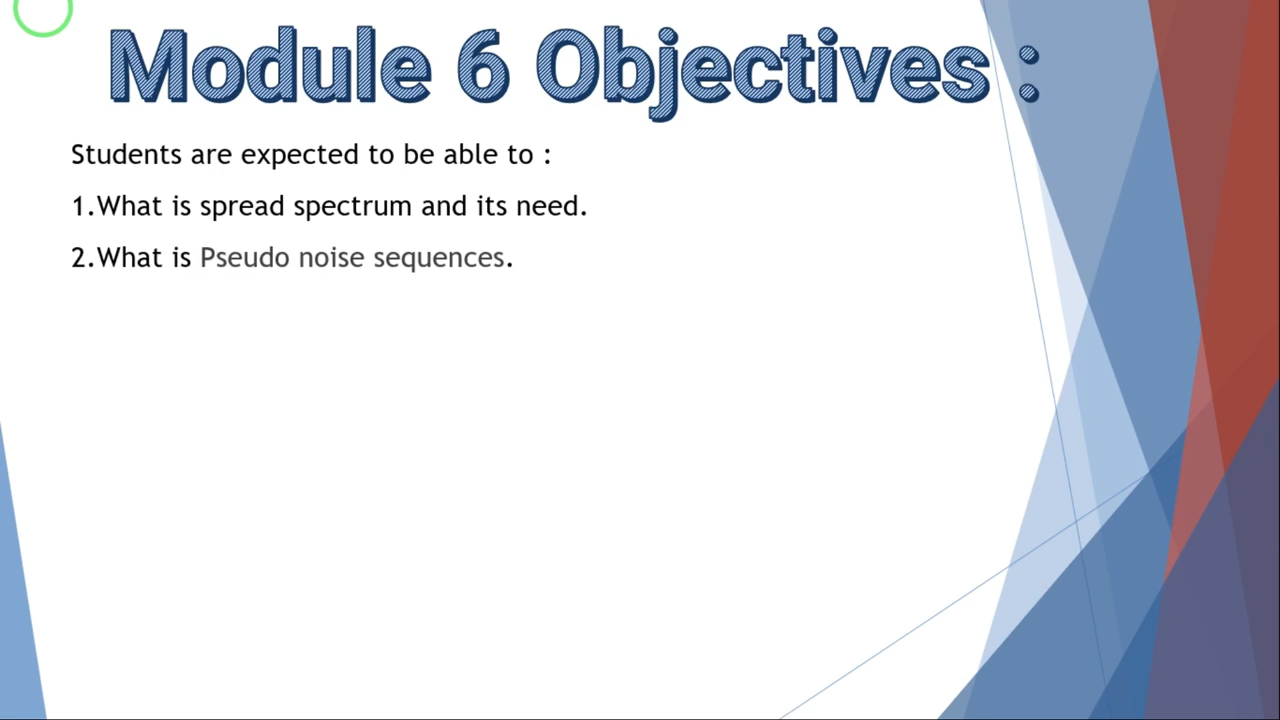 Module 6 Objectives :
Students are expected to be able to :
1.What is spread spectrum and its need.
2.What is Pseudo noise sequences.